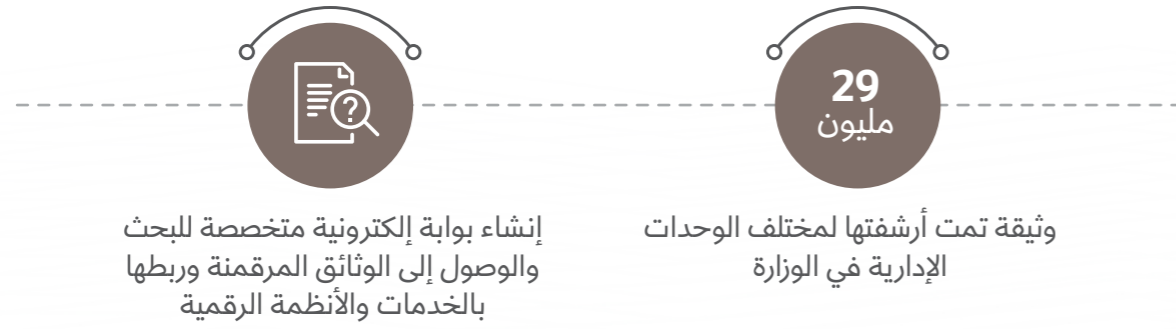 29
مليون
وثيقة تمت أرشفتها لمختلف الوحدات
الإدارية في الوزارة
إنشاء بوابة إلكترونية متخصصة للبحث
والوصول إلى الوثائق المرقمنة وربطها
بالخدمات والأنظمة الرقمية